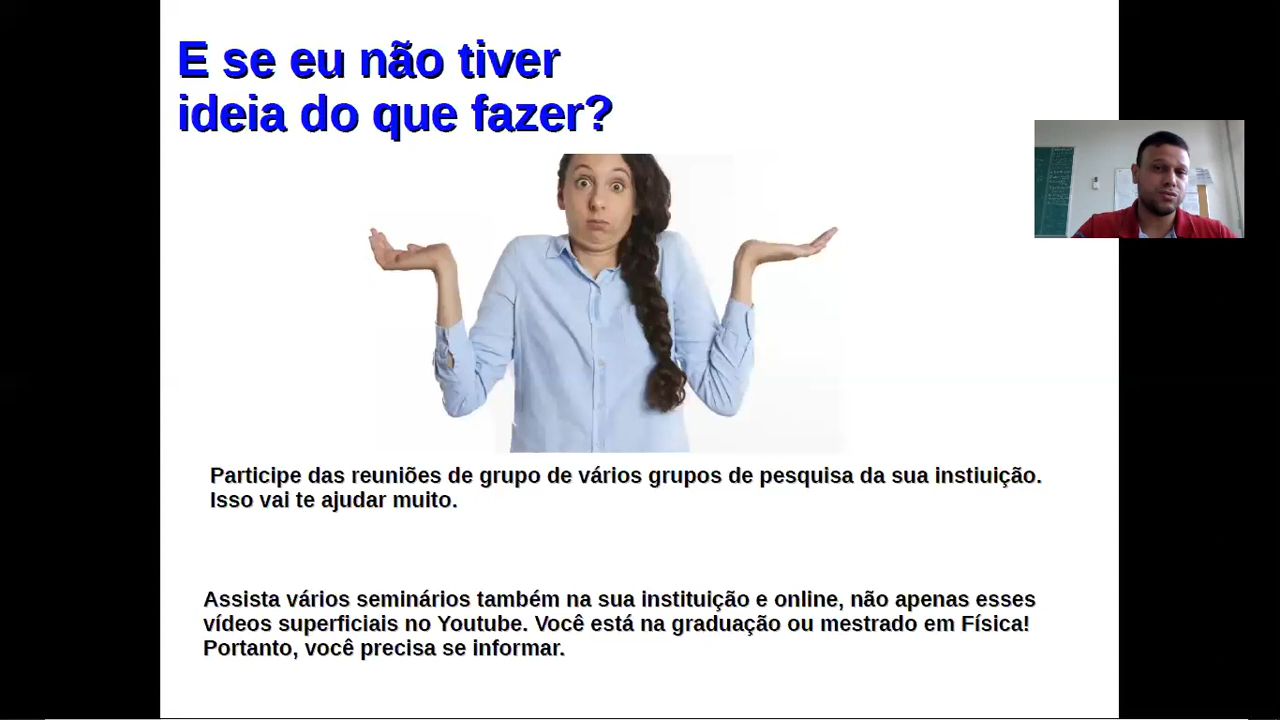 E se eu não tiver
ideia do que fazer?
Participe das reuniões de grupo de vários grupos de pesquisa da sua instiuição.
Isso vai te ajudar muito.
Assista vários seminários também na sua instituição e online, não apenas esses
vídeos superficiais no Youtube. Você está na graduação ou mestrado em Física!
Portanto, você precisa se informar.